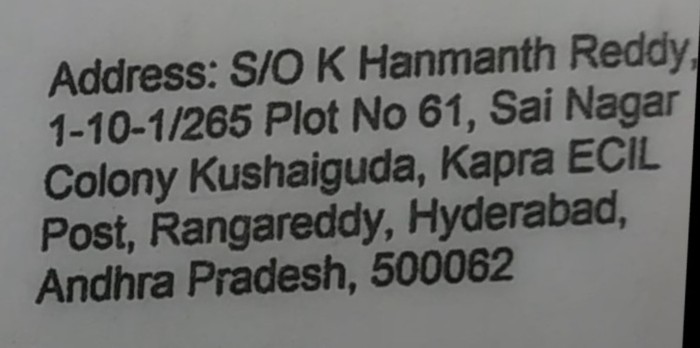 Address: S/O K Hanmanth Reddy,
1-10-1/265 Plot No 61, Sai Nagar
Colony Kushaiguda, Kapra ECIL
Post, Rangareddy, Hyderabad,
Andhra Pradesh, 500062